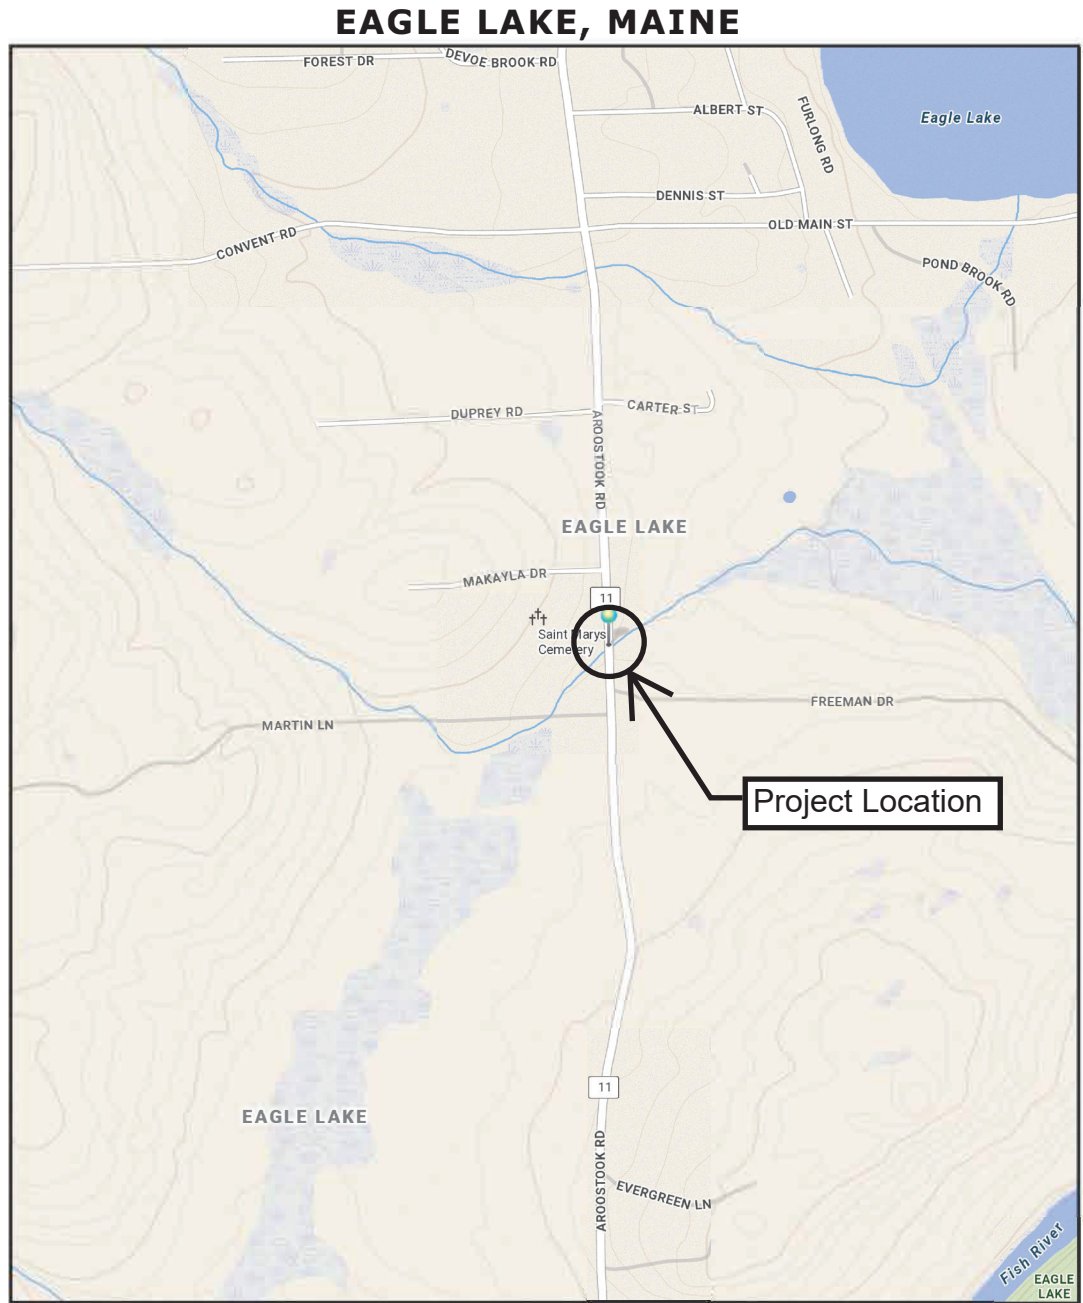 EAGLE LAKE, MAINE
FOREST DR
DEVOE BROOK RD
ALBERT ST
FURLONG RD
Eagle Lake
DENNIS ST
OLD MAIN ST
CONVENT RD
POND BROOK RD
DUPREY RD
CARTER ST
AROOSTOOK RD
EAGLE LAKE
MAKAYLA DR
11
Saint Marys
Cemetery
FREEMAN DR
MARTIN LN
Project Location
11
EAGLE LAKE
AROOSTOOK RD
EVERGREEN LN
Fish River
EAGLE
LAKE